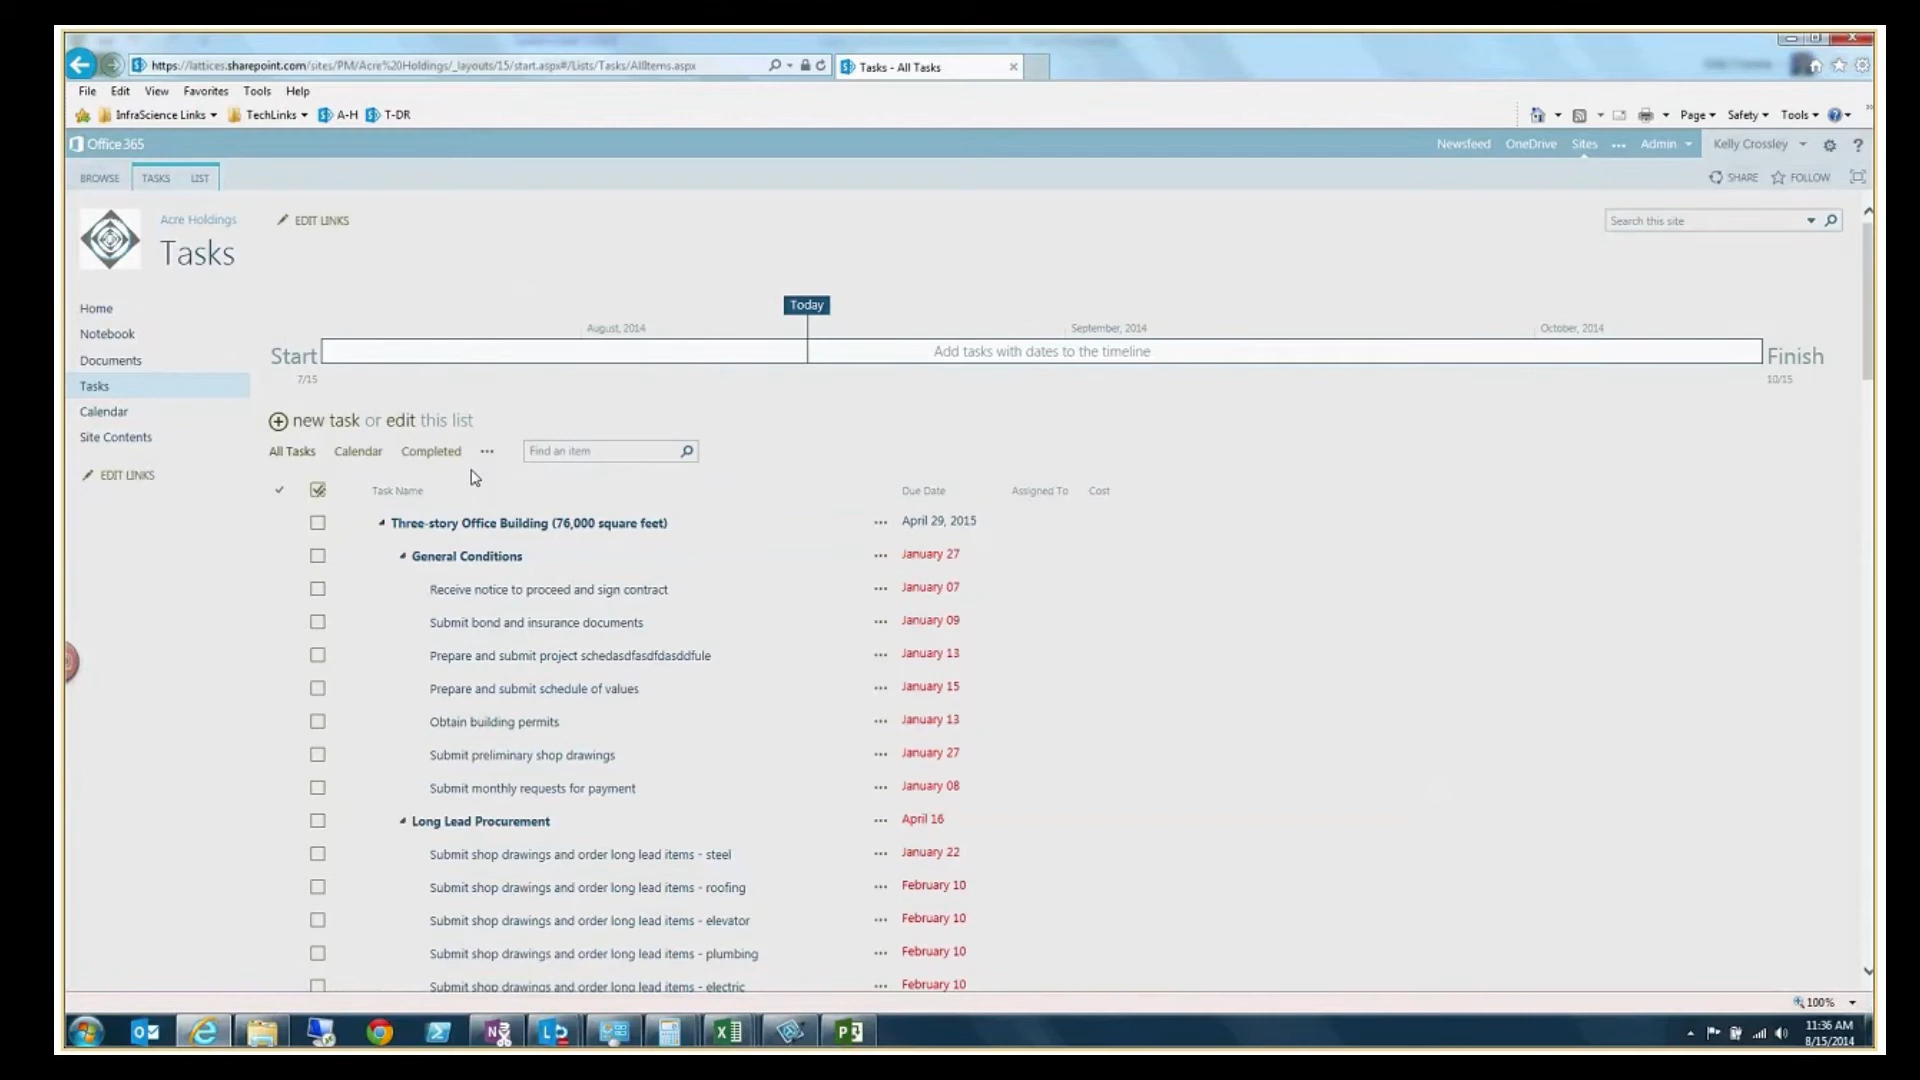 https://lattices.sharepoint.com/sites/PM/Acre%20Holdings/_layouts/15/start.aspx#/Lists/Tasks/AllItems.aspx
Tasks - All Tasks
File Edit View Favorites Tools Help
InfraScience Links TechLinks A-H T-DR
Page Safety Tools
Office 365
Newsfeed OneDrive Sites ... Admin Kelly Crossley ?
BROWSE TASKS LIST
SHARE FOLLOW
Acre Holdings
EDIT LINKS
Search this site
Tasks
Home
Notebook
Documents
Tasks
Calendar
Site Contents
EDIT LINKS
Today
August, 2014 September, 2014 October, 2014
Start Add tasks with dates to the timeline Finish
7/15 10/15
new task or edit this list
All Tasks Calendar Completed ... Find an item
Task Name Due Date Assigned To Cost
Three-story Office Building (76,000 square feet) ... April 29, 2015
General Conditions ... January 27
Receive notice to proceed and sign contract ... January 07
Submit bond and insurance documents ... January 09
Prepare and submit project schedasdfasdfdasddfule ... January 13
Prepare and submit schedule of values ... January 15
Obtain building permits ... January 13
Submit preliminary shop drawings ... January 27
Submit monthly requests for payment ... January 08
Long Lead Procurement ... April 16
Submit shop drawings and order long lead items - steel ... January 22
Submit shop drawings and order long lead items - roofing ... February 10
Submit shop drawings and order long lead items - elevator ... February 10
Submit shop drawings and order long lead items - plumbing ... February 10
Submit shop drawings and order long lead items - electric ... February 10
100%
11:36 AM
8/15/2014